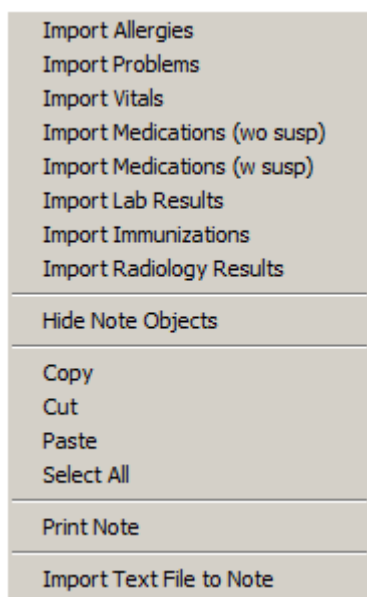 Import Allergies
Import Problems
Import Vitals
Import Medications (wo susp)
Import Medications (w susp)
Import Lab Results
Import Immunizations
Import Radiology Results
Hide Note Objects
Copy
Cut
Paste
Select All
Print Note
Import Text File to Note